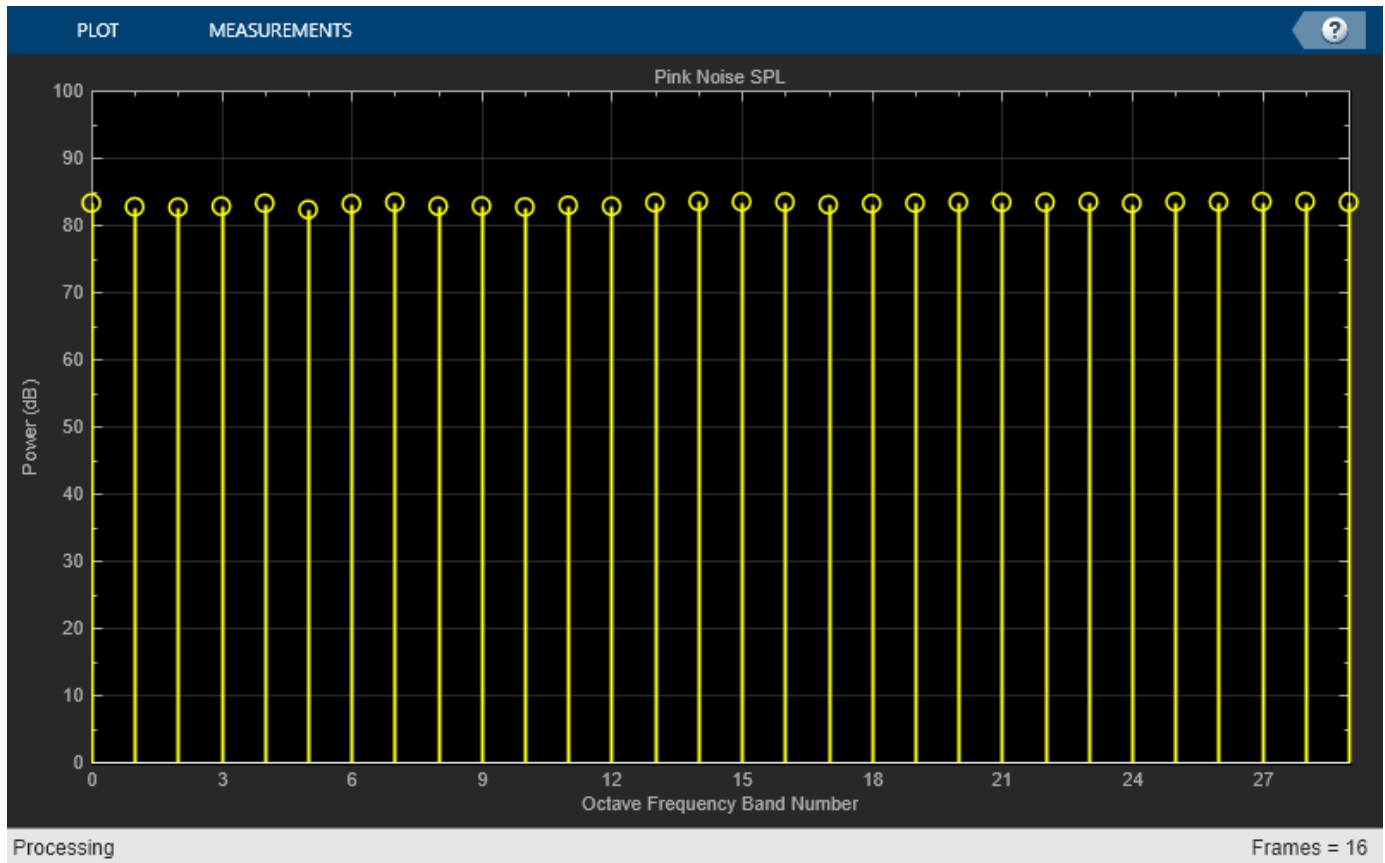 PLOT MEASUREMENTS ?
Pink Noise SPL
100
90
80
70
60
50
40
30
20
10
0
Power (dB)
0 3 6 9 12 15 18 21 24 27
Octave Frequency Band Number
Processing Frames = 16